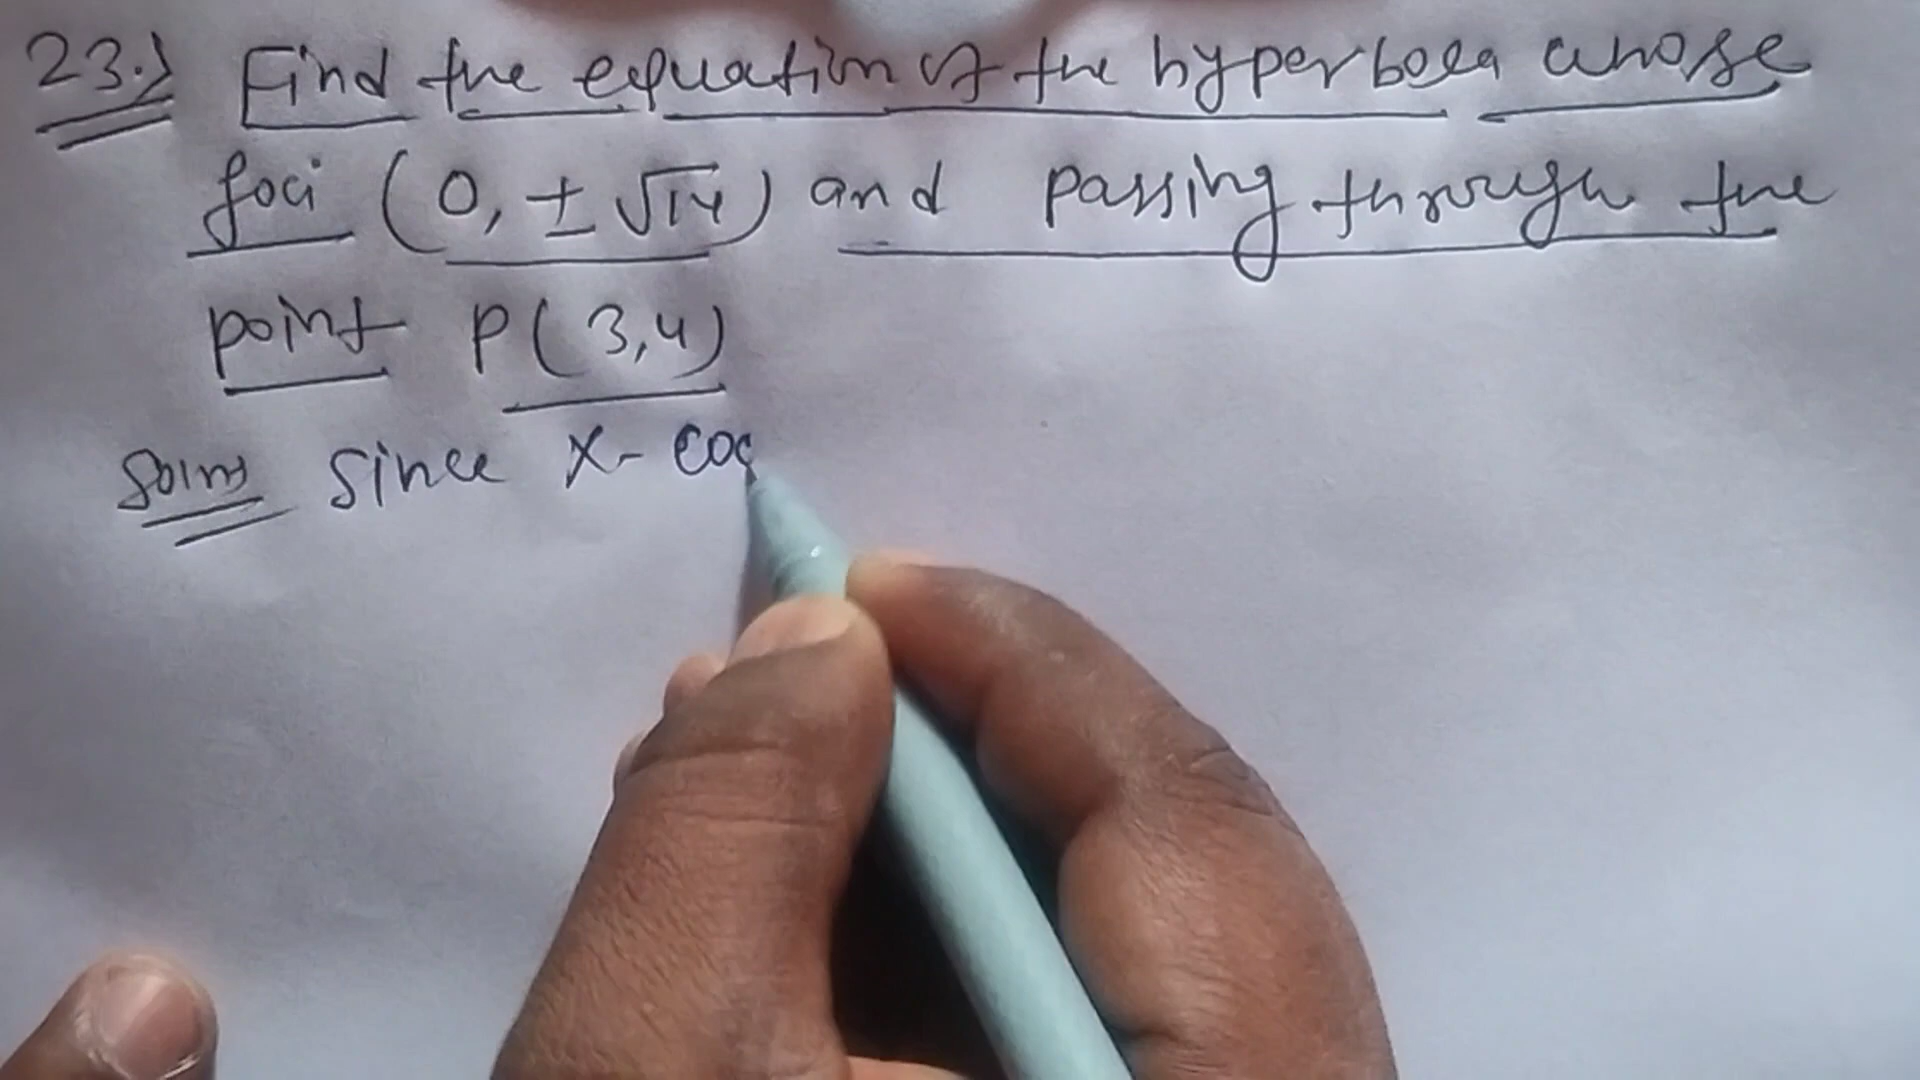 23.) Find the equation of the hyperbola whose
foci (0, ± √14) and passing through the
point P(3,4)
Soln Since x- coo